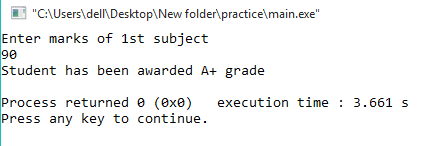 "C:\Users\dell\Desktop\New folder\practice\main.exe"
Enter marks of 1st subject
90
Student has been awarded A+ grade
Process returned 0 (0x0)   execution time : 3.661 s
Press any key to continue.